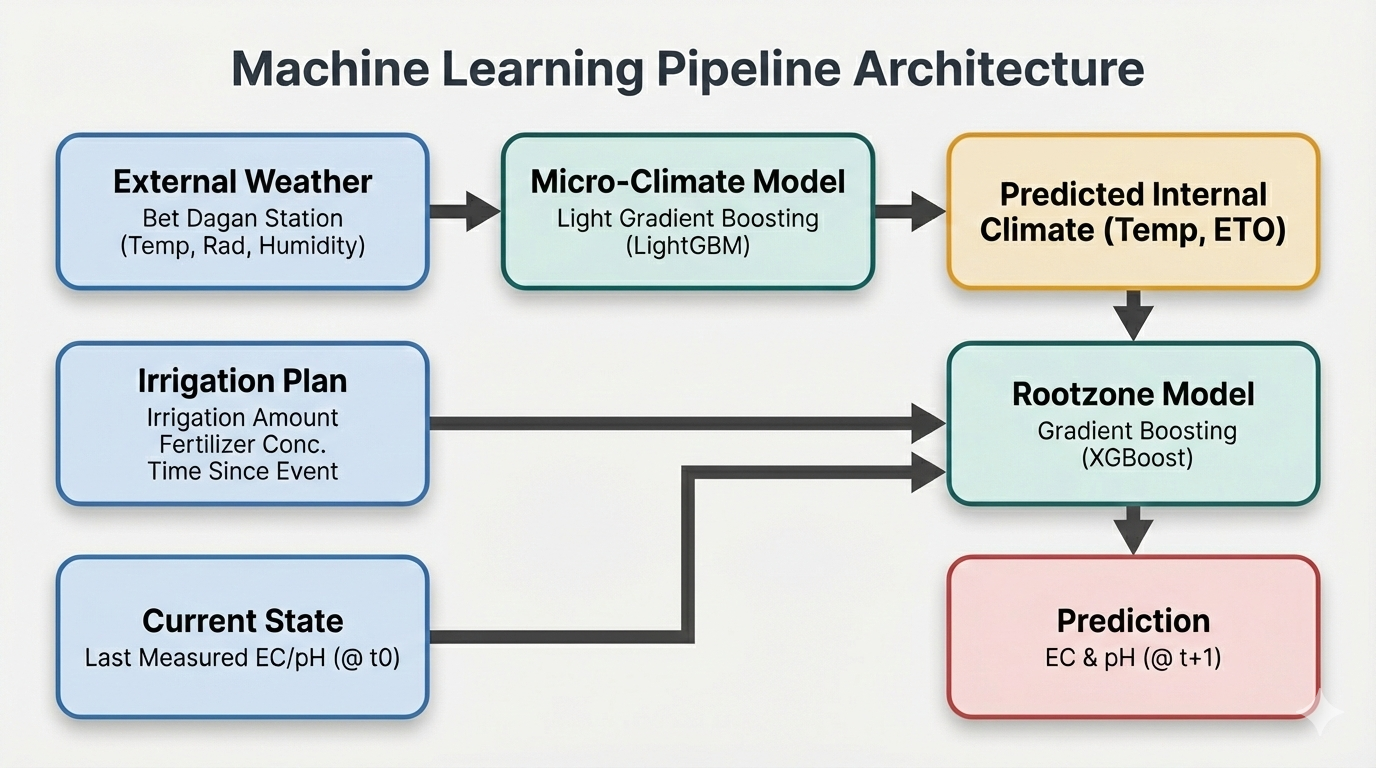 Machine Learning Pipeline Architecture
External Weather
Bet Dagan Station
(Temp, Rad, Humidity)
Micro-Climate Model
Light Gradient Boosting
(LightGBM)
Predicted Internal
Climate (Temp, ETO)
Irrigation Plan
Irrigation Amount
Fertilizer Conc.
Time Since Event
Rootzone Model
Gradient Boosting
(XGBoost)
Current State
Last Measured EC/pH (@ t0)
Prediction
EC & pH (@ t+1)